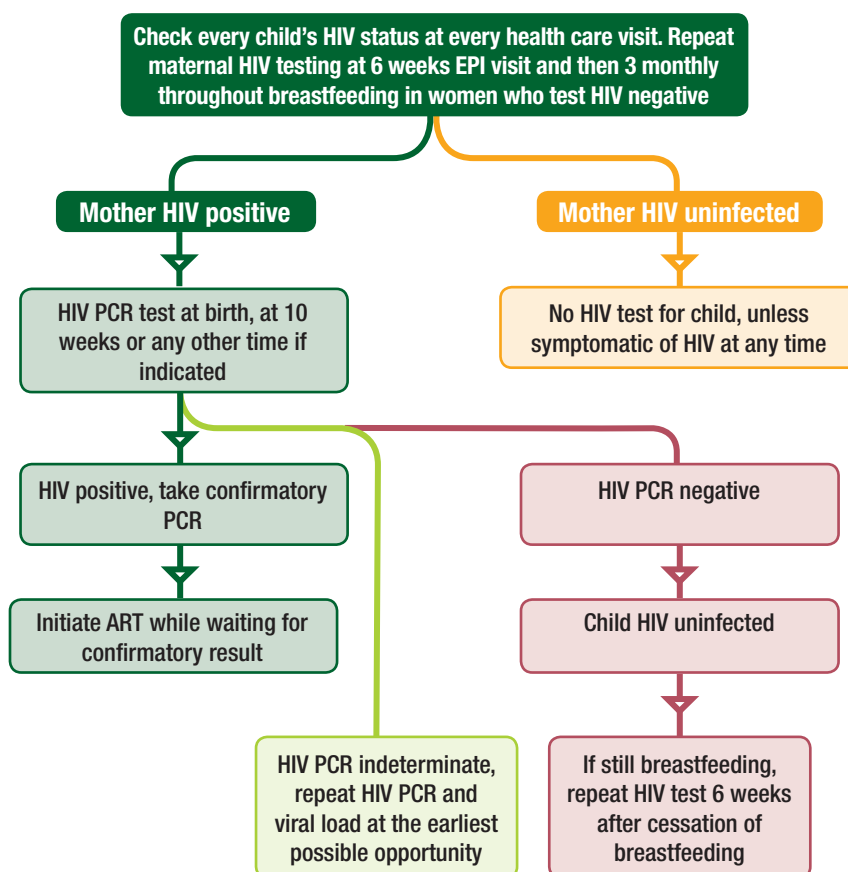 Check every child’s HIV status at every health care visit. Repeat
maternal HIV testing at 6 weeks EPI visit and then 3 monthly
throughout breastfeeding in women who test HIV negative
Mother HIV positive
Mother HIV uninfected
HIV PCR test at birth, at 10
weeks or any other time if
indicated
No HIV test for child, unless
symptomatic of HIV at any time
HIV positive, take confirmatory
PCR
HIV PCR negative
Initiate ART while waiting for
confirmatory result
Child HIV uninfected
HIV PCR indeterminate,
repeat HIV PCR and
viral load at the earliest
possible opportunity
If still breastfeeding,
repeat HIV test 6 weeks
after cessation of
breastfeeding